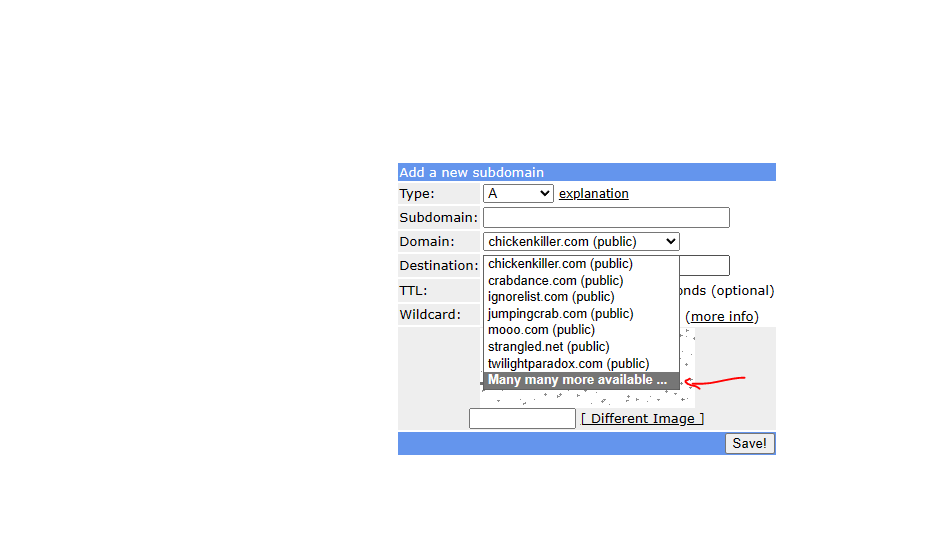 Add a new subdomain
Type: A explanation
Subdomain:
Domain: chickenkiller.com (public)
Destination: chickenkiller.com (public)
crabdance.com (public)
TTL: ignorelist.com (public) onds (optional)
jumpingcrab.com (public)
Wildcard: mooo.com (public) (more info)
strangled.net (public)
twilightparadox.com (public)
Many many more available ...
[ Different Image ]
Save!